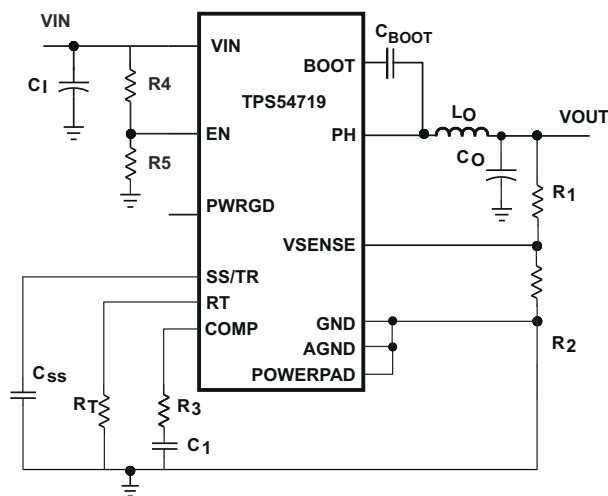 VIN
VIN
CBOOT
BOOT
CI
R4
TPS54719
LO
VOUT
EN
PH
R5
CO
R1
PWRGD
VSENSE
SS/TR
RT
GND
COMP
AGND
R2
POWERPAD
Css
RT
R3
C1